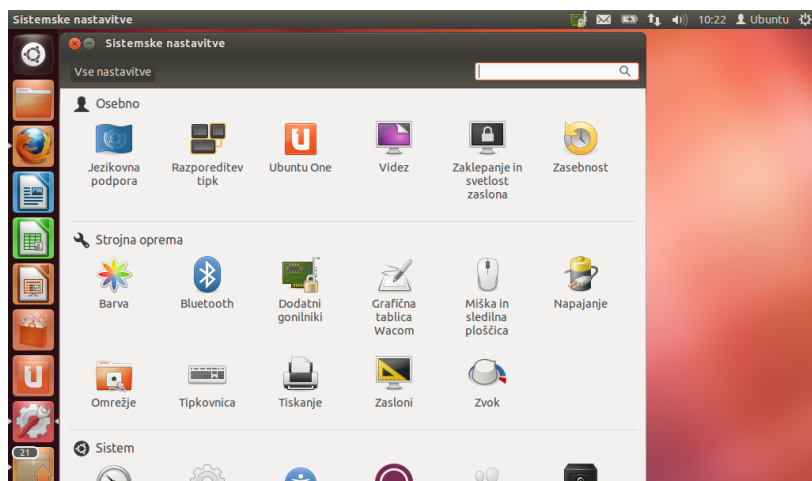 Sistemske nastavitve
10:22 Ubuntu
Sistemske nastavitve
Vse nastavitve
Osebno
Jezikovna
podpora
Razporeditev
tipk
Ubuntu One
Videz
Zaklepanje in
svetlost
zaslona
Zasebnost
Strojna oprema
Barva
Bluetooth
Dodatni
gonilniki
Grafična
tablica
Wacom
Miška in
sledilna
ploščica
Napajanje
Omrežje
Tipkovnica
Tiskanje
Zasloni
Zvok
21
Sistem